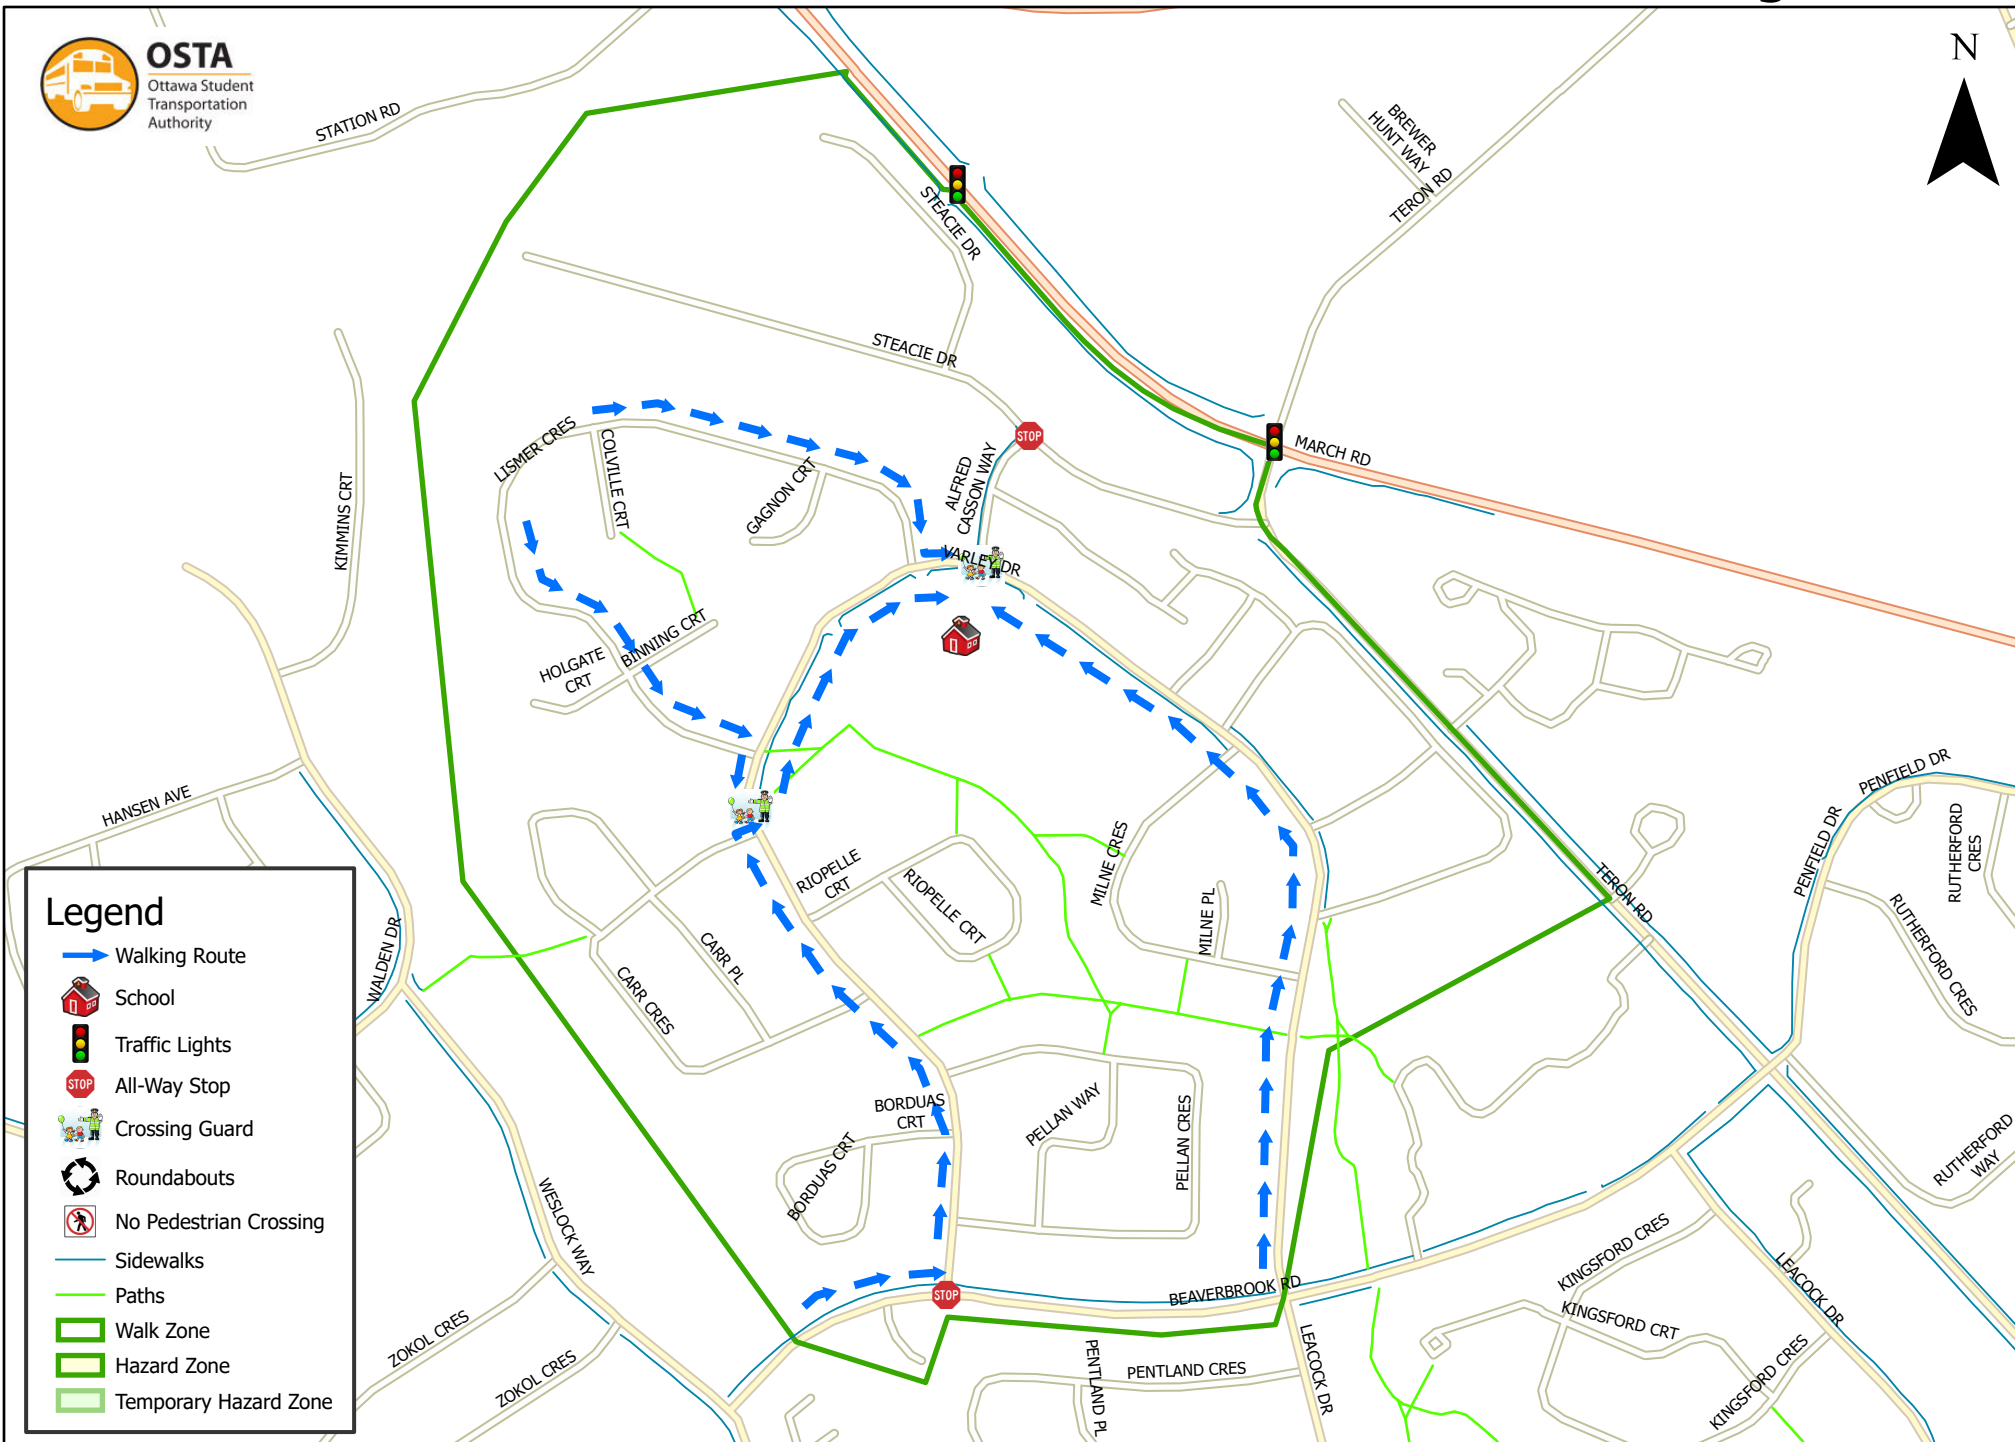 g
OSTA
Ottawa Student
Transportation
Authority
N
STATION RD
BREWER
HUNT WAY
TERON RD
STEACIE DR
STEACIE DR
MARCH RD
LISMER CRES
COLVILLE CRT
GAGNON CRT
ALFRED
CASSON WAY
VARLEY DR
KIMMINS CRT
HOLGATE
CRT
BINNING CRT
HANSEN AVE
PENFIELD DR
PENFIELD DR
RUTHERFORD
CRES
RIOPELLE
CRT
RIOPELLE CRT
MILNE CRES
MILNE PL
TERON RD
RUTHERFORD CRES
WALDEN DR
CARR PL
CARR CRES
BORDUAS
CRT
BORDUAS CRT
PELLAN WAY
PELLAN CRES
RUTHERFORD
WAY
WESLOCK WAY
BEAVERBROOK RD
KINGSFORD CRES
LEACOCK DR
KINGSFORD CRT
KINGSFORD CRES
ZOKOL CRES
ZOKOL CRES
PENTLAND PL
PENTLAND CRES
LEACOCK DR
Legend
Walking Route
School
Traffic Lights
STOP All-Way Stop
Crossing Guard
Roundabouts
No Pedestrian Crossing
Sidewalks
Paths
Walk Zone
Hazard Zone
Temporary Hazard Zone
STOP
STOP